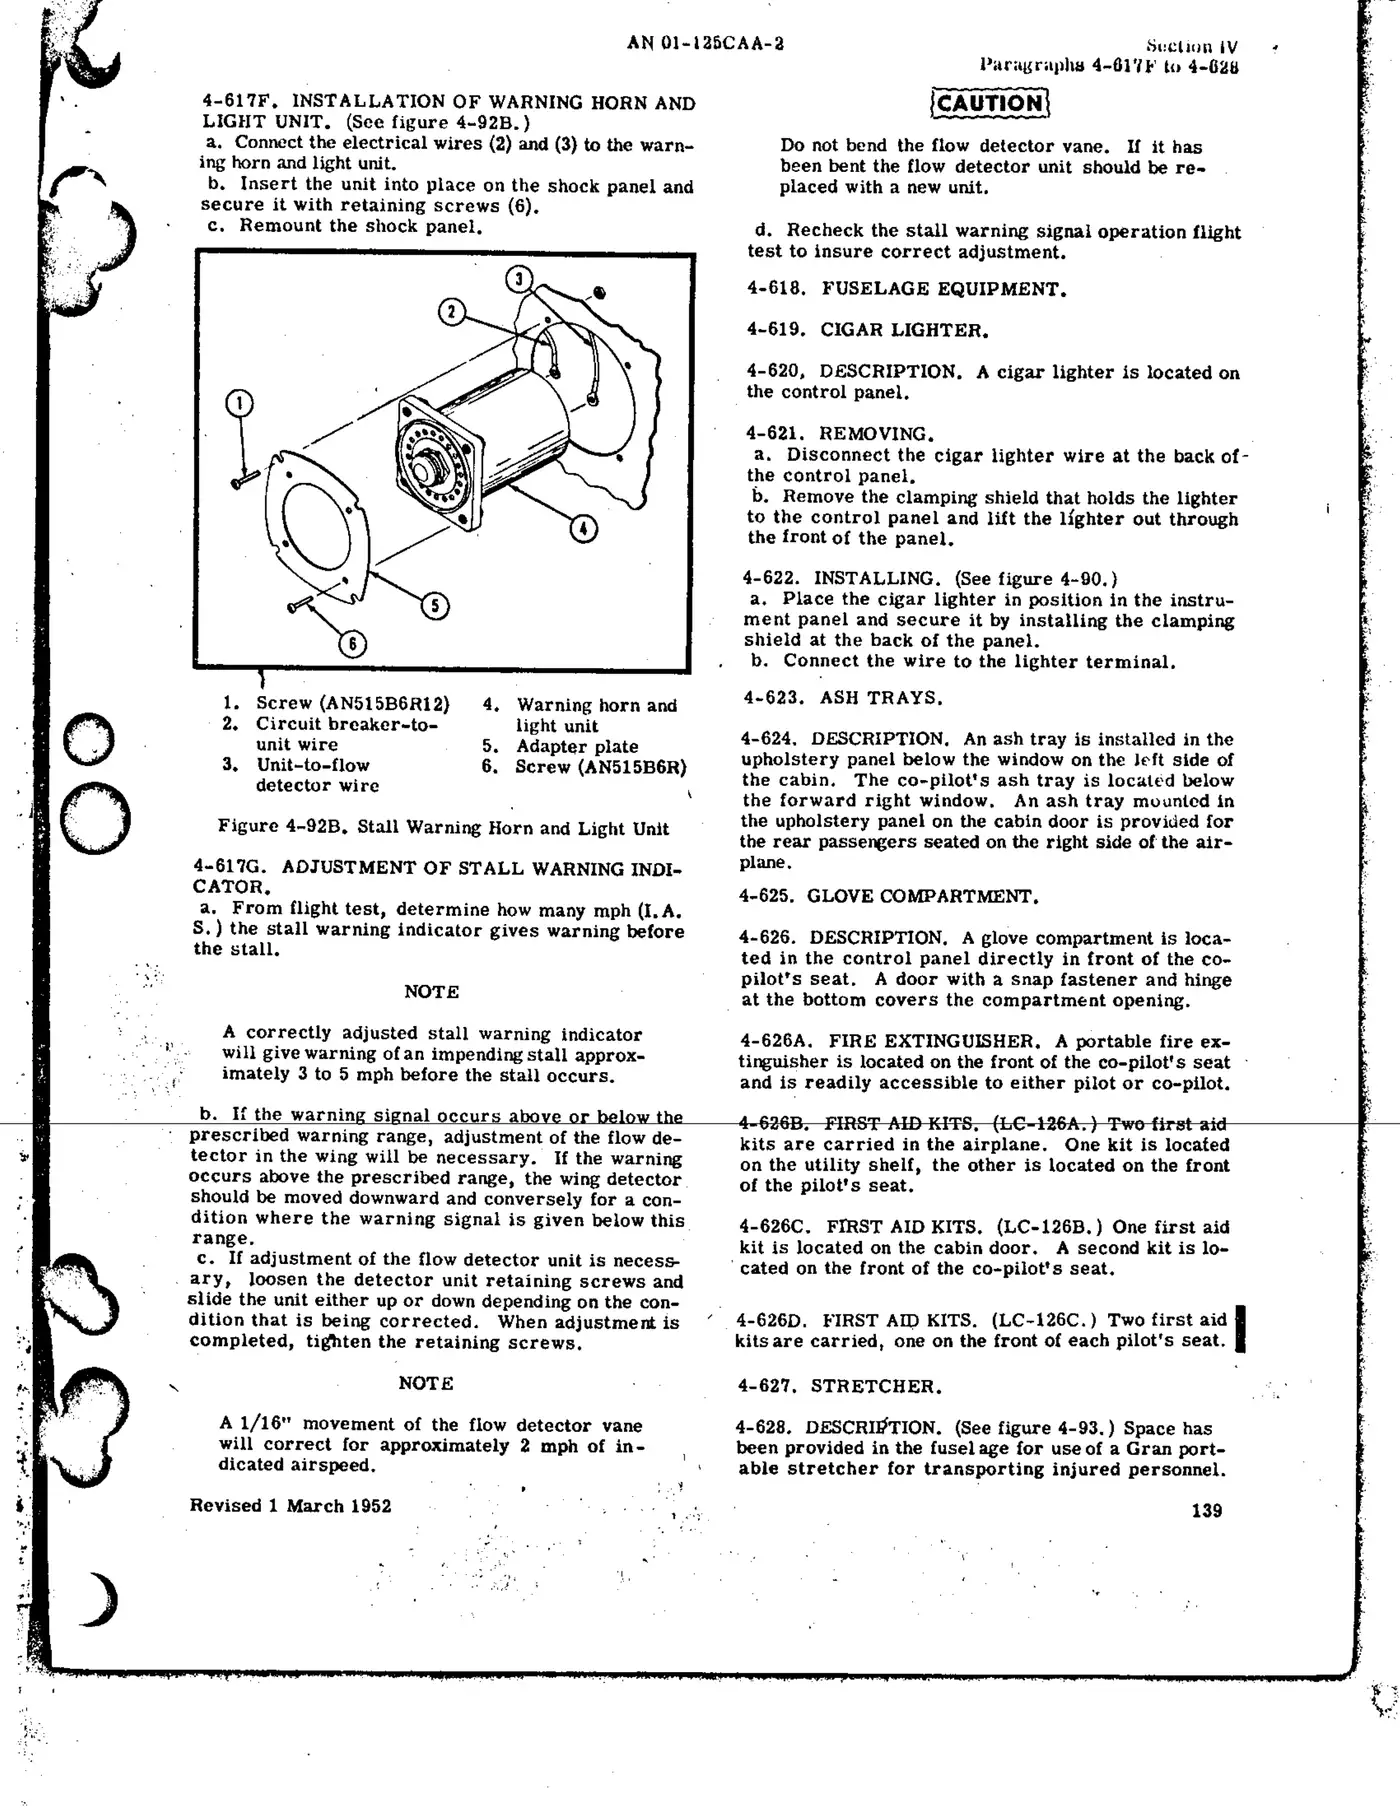 AN 01-125CAA-2
Section IV
Paragraphs 4-617F to 4-628
4-617F. INSTALLATION OF WARNING HORN AND
LIGHT UNIT. (See figure 4-92B.)
a. Connect the electrical wires (2) and (3) to the warn-
ing horn and light unit.
b. Insert the unit into place on the shock panel and
secure it with retaining screws (6).
c. Remount the shock panel.
3
2
1
4
5
6
1. Screw (AN515B6R12)
2. Circuit breaker-to-
unit wire
3. Unit-to-flow
detector wire
4. Warning horn and
light unit
5. Adapter plate
6. Screw (AN515B6R)
Figure 4-92B. Stall Warning Horn and Light Unit
4-617G. ADJUSTMENT OF STALL WARNING INDI-
CATOR.
a. From flight test, determine how many mph (I.A.
S.) the stall warning indicator gives warning before
the stall.
NOTE
A correctly adjusted stall warning indicator
will give warning of an impending stall approx-
imately 3 to 5 mph before the stall occurs.
b. If the warning signal occurs above or below the
prescribed warning range, adjustment of the flow de-
tector in the wing will be necessary. If the warning
occurs above the prescribed range, the wing detector
should be moved downward and conversely for a con-
dition where the warning signal is given below this
range.
c. If adjustment of the flow detector unit is necess-
ary, loosen the detector unit retaining screws and
slide the unit either up or down depending on the con-
dition that is being corrected. When adjustment is
completed, tighten the retaining screws.
NOTE
A 1/16" movement of the flow detector vane
will correct for approximately 2 mph of in-
dicated airspeed.
Revised 1 March 1952
CAUTION
Do not bend the flow detector vane. If it has
been bent the flow detector unit should be re-
placed with a new unit.
d. Recheck the stall warning signal operation flight
test to insure correct adjustment.
4-618. FUSELAGE EQUIPMENT.
4-619. CIGAR LIGHTER.
4-620. DESCRIPTION. A cigar lighter is located on
the control panel.
4-621. REMOVING.
a. Disconnect the cigar lighter wire at the back of
the control panel.
b. Remove the clamping shield that holds the lighter
to the control panel and lift the lighter out through
the front of the panel.
4-622. INSTALLING. (See figure 4-90.)
a. Place the cigar lighter in position in the instru-
ment panel and secure it by installing the clamping
shield at the back of the panel.
b. Connect the wire to the lighter terminal.
4-623. ASH TRAYS.
4-624. DESCRIPTION. An ash tray is installed in the
upholstery panel below the window on the left side of
the cabin. The co-pilot's ash tray is located below
the forward right window. An ash tray mounted in
the upholstery panel on the cabin door is provided for
the rear passengers seated on the right side of the air-
plane.
4-625. GLOVE COMPARTMENT.
4-626. DESCRIPTION. A glove compartment is loca-
ted in the control panel directly in front of the co-
pilot's seat. A door with a snap fastener and hinge
at the bottom covers the compartment opening.
4-626A. FIRE EXTINGUISHER. A portable fire ex-
tinguisher is located on the front of the co-pilot's seat
and is readily accessible to either pilot or co-pilot.
4-626B. FIRST AID KITS. (LC-126A.) Two first aid
kits are carried in the airplane. One kit is located
on the utility shelf, the other is located on the front
of the pilot's seat.
4-626C. FIRST AID KITS. (LC-126B.) One first aid
kit is located on the cabin door. A second kit is lo-
cated on the front of the co-pilot's seat.
4-626D. FIRST AID KITS. (LC-126C.) Two first aid
kits are carried, one on the front of each pilot's seat.
4-627. STRETCHER.
4-628. DESCRIPTION. (See figure 4-93.) Space has
been provided in the fuselage for use of a Gran port-
able stretcher for transporting injured personnel.
139